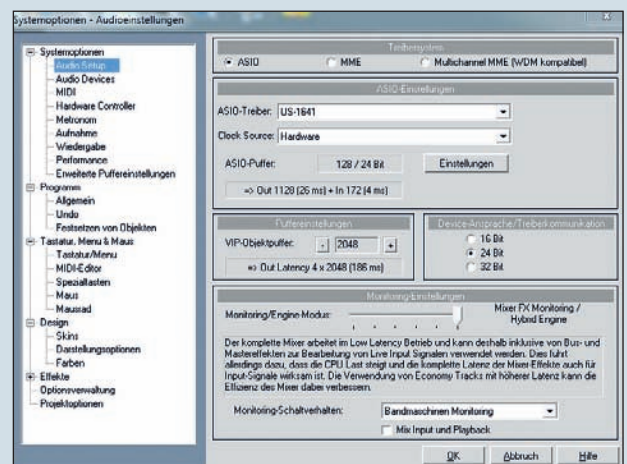 Systemoptionen - Audioeinstellungen
Systemoptionen
Audio Setup
Audio Devices
MIDI
Hardware Controller
Metronom
Aufnahme
Wiedergabe
Performance
Erweiterte Puffereinstellungen
Programm
Allgemein
Undo
Festsetzen von Objekten
Tastatur, Menu & Maus
Tastatur/Menu
MIDI-Editor
Spezialtasten
Maus
Mausrad
Design
Skins
Darstellungsoptionen
Farben
Effekte
Optionsverwaltung
Projektoptionen
Treibersystem
ASIO MME Multichannel MME (WDM kompatibel)
ASIO-Einstellungen
ASIO-Treiber: US-1641
Clock Source: Hardware
ASIO-Puffer: 128 / 24 Bit Einstellungen
=> Out 1128 (26 ms) + In 172 (4 ms)
Puffereinstellungen
VIP-Objektpuffer: - 2048 +
=> Out Latency 4 x 2048 (186 ms)
Device-Ansprache/Treiberkommunikation
16 Bit
24 Bit
32 Bit
Monitoring-Einstellungen
Monitoring/Engine-Modus: Mixer FX Monitoring / Hybrid Engine
Der komplette Mixer arbeitet im Low Latency Betrieb und kann deshalb inklusive von Bus- und
Mastereffekten zur Bearbeitung von Live Input Signalen verwendet werden. Dies führt
allerdings dazu, dass die CPU Last steigt und die komplette Latenz der Mixer-Effekte auch für
Input-Signale wirksam ist. Die Verwendung von Economy Tracks mit höherer Latenz kann die
Effizienz des Mixer dabei verbessern.
Monitoring-Schaltverhalten: Bandmaschinen Monitoring
Mix Input und Playback
OK Abbruch Hilfe